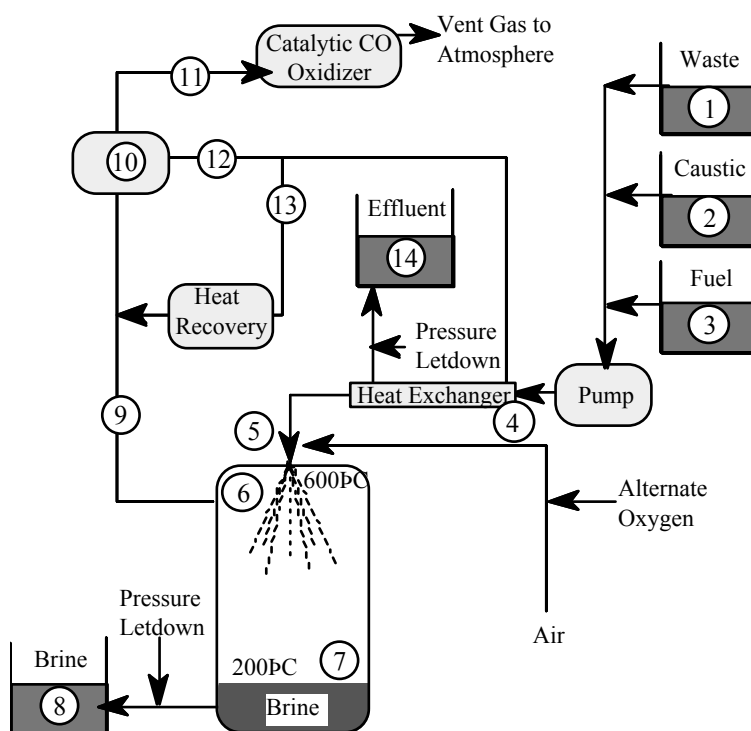 Catalytic CO
Oxidizer
Vent Gas to
Atmosphere
Waste
1
11
10
12
Caustic
2
13
Effluent
14
Fuel
3
Heat
Recovery
Pressure
Letdown
Heat Exchanger
Pump
9
4
5
6
600ÞC
Alternate
Oxygen
Pressure
Letdown
Air
Brine
200ÞC
7
8
Brine